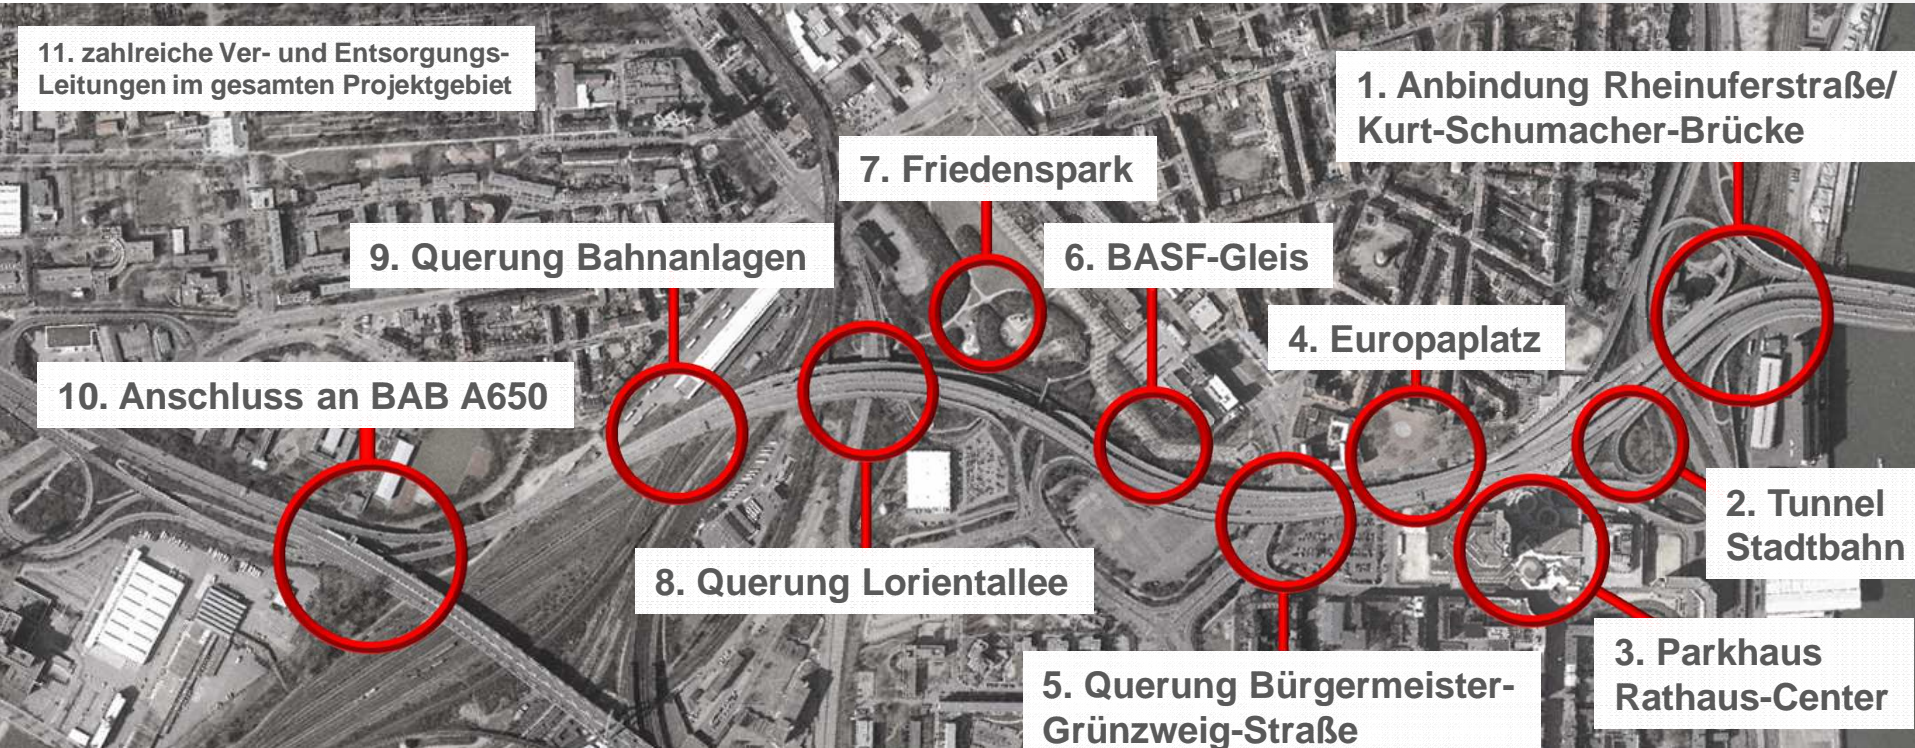 11. zahlreiche Ver- und Entsorgungs-
Leitungen im gesamten Projektgebiet
1. Anbindung Rheinuferstraße/
Kurt-Schumacher-Brücke
7. Friedenspark
9. Querung Bahnanlagen
6. BASF-Gleis
4. Europaplatz
10. Anschluss an BAB A650
2. Tunnel
Stadtbahn
8. Querung Lorientallee
3. Parkhaus
Rathaus-Center
5. Querung Bürgermeister-
Grünzweig-Straße